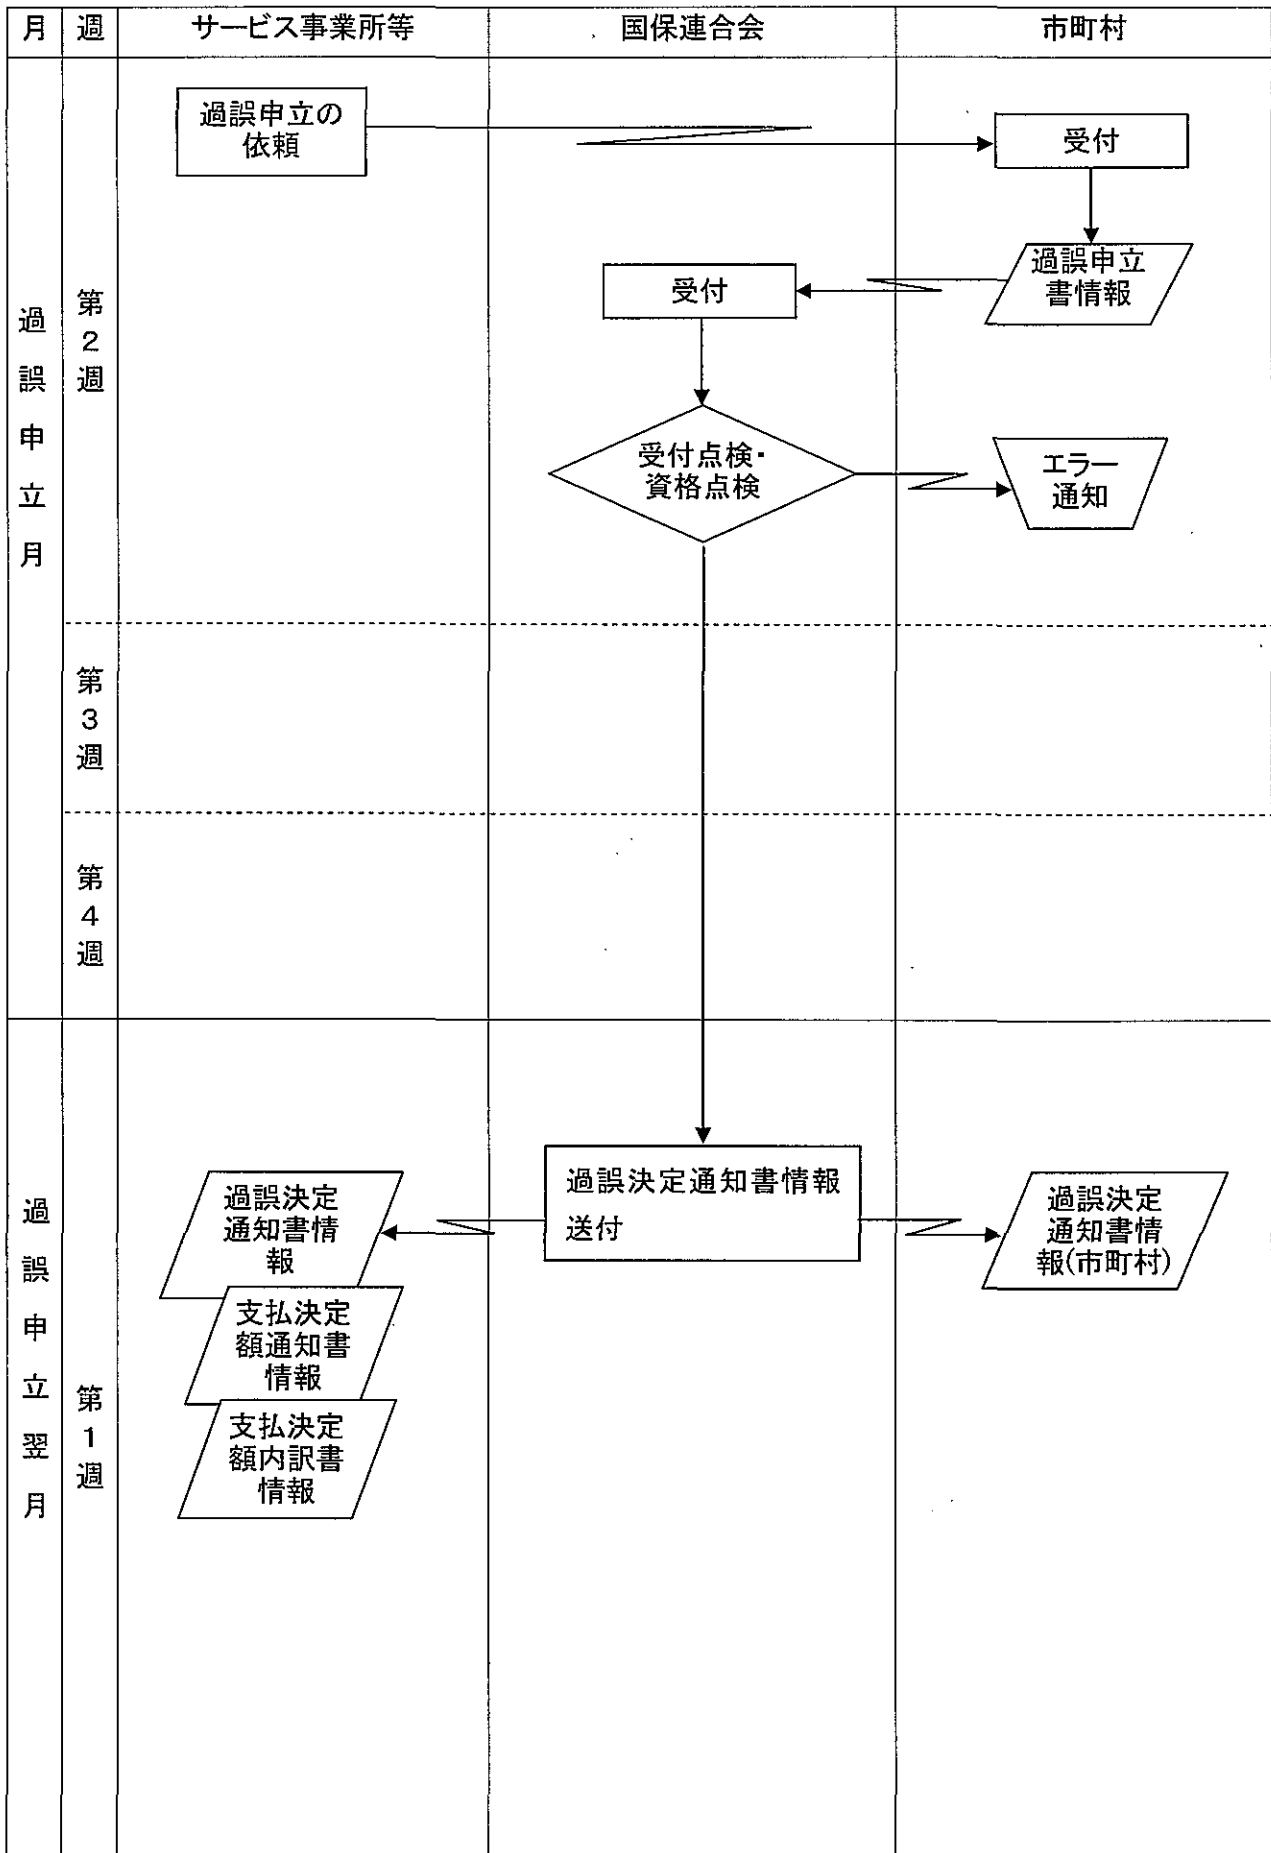 月 週 サービス事業所等 国保連合会 市町村
過誤申立月
第2週
過誤申立の
依頼
受付
過誤申立
書情報
受付
受付点検・
資格点検
エラー
通知
第3週
第4週
過誤申立翌月
第1週
過誤決定通知書情報
送付
過誤決定
通知書情
報
支払決定
額通知書
情報
支払決定
額内訳書
情報
過誤決定
通知書情
報(市町村)